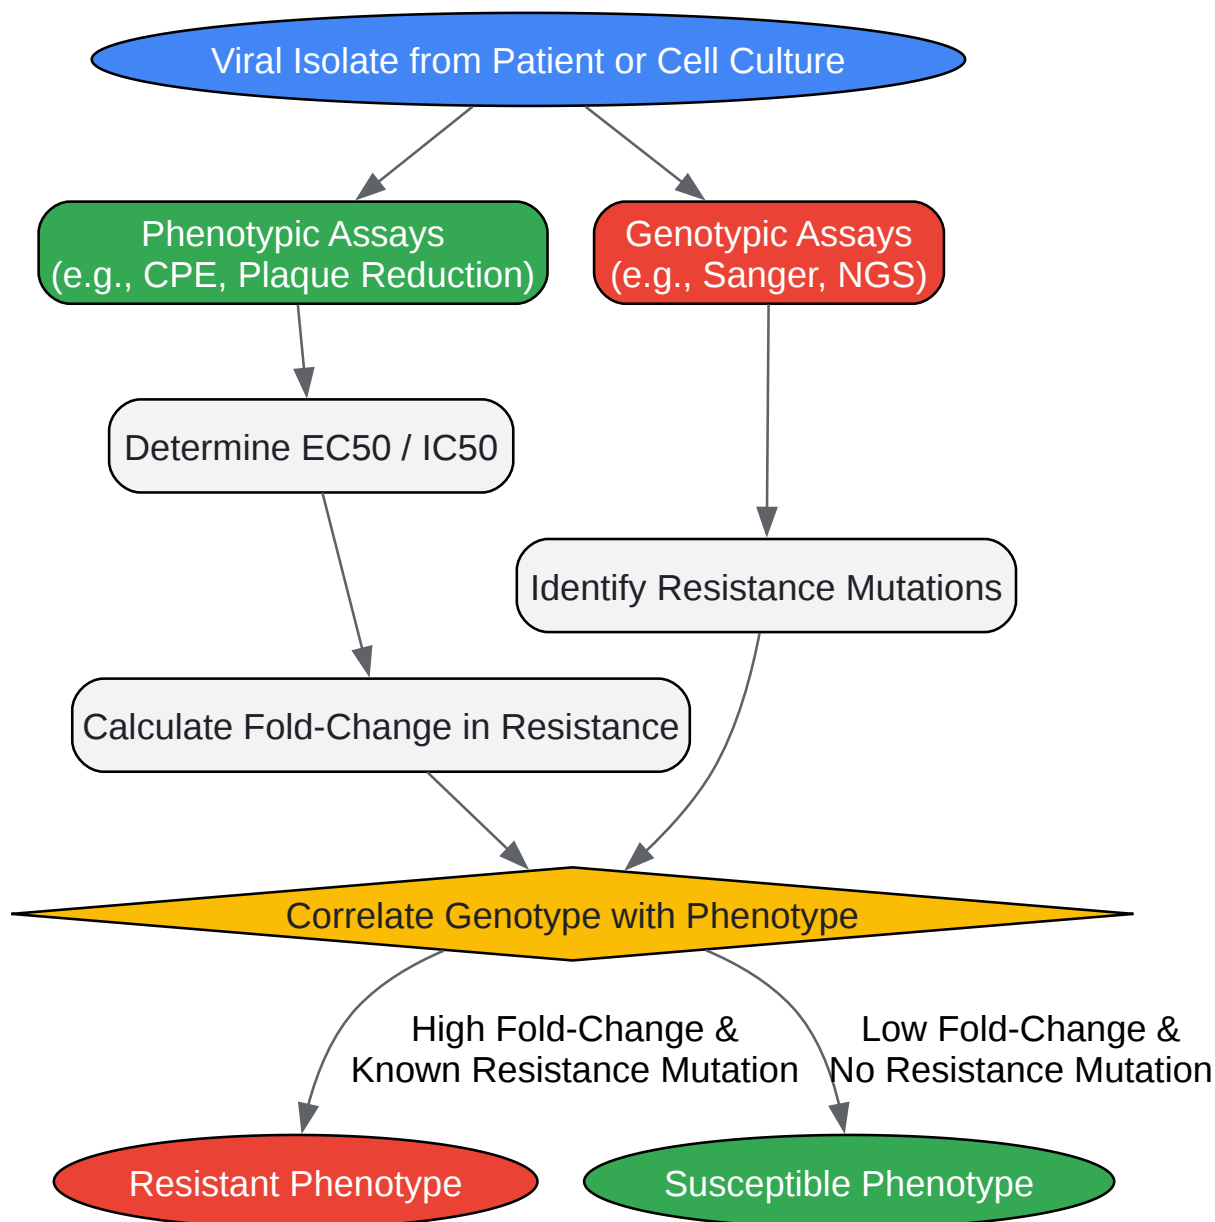 Viral Isolate from Patient or Cell Culture
Phenotypic Assays
(e.g., CPE, Plaque Reduction)
Genotypic Assays
(e.g., Sanger, NGS)
Determine EC50 / IC50
Identify Resistance Mutations
Calculate Fold-Change in Resistance
Correlate Genotype with Phenotype
High Fold-Change &
Known Resistance Mutation
Low Fold-Change &
No Resistance Mutation
Resistant Phenotype
Susceptible Phenotype